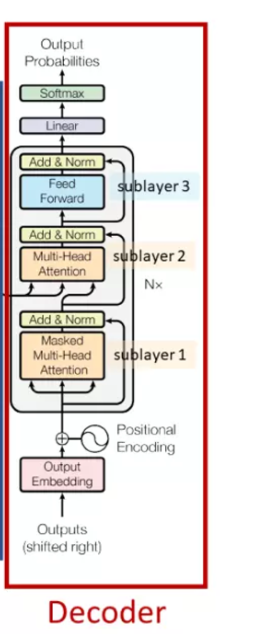 Output
Probabilities
Softmax
Linear
Add & Norm
Feed
Forward
sublayer 3
Add & Norm
Multi-Head
Attention
sublayer 2
N×
Add & Norm
Masked
Multi-Head
Attention
sublayer 1
Positional
Encoding
Output
Embedding
Outputs
(shifted right)
Decoder